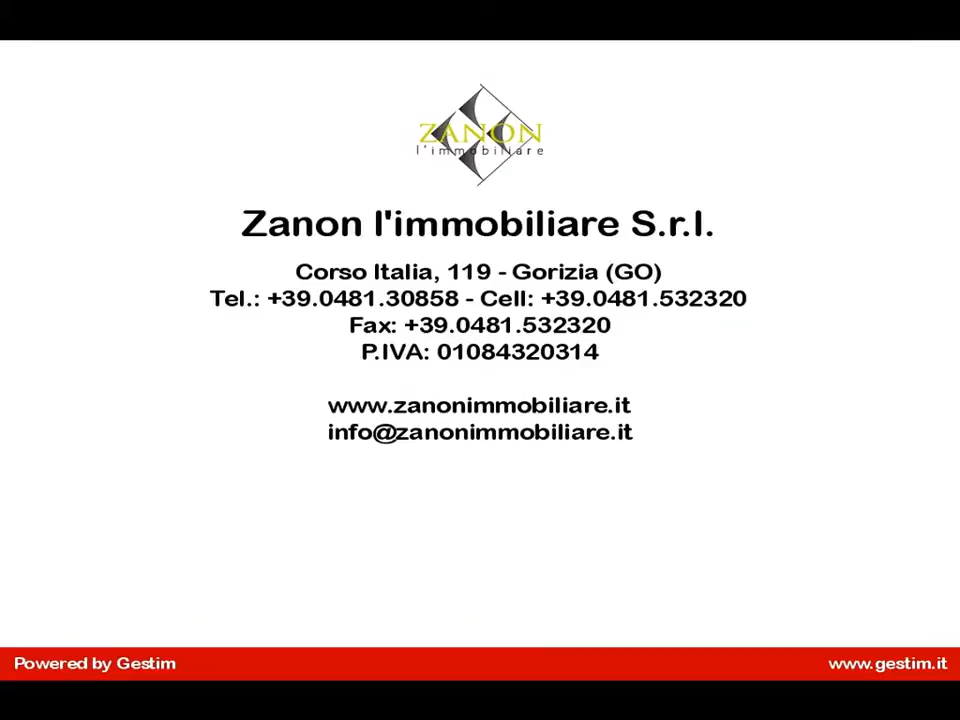 ZANON
l'immobiliare
Zanon l'immobiliare S.r.l.
Corso Italia, 119 - Gorizia (GO)
Tel.: +39.0481.30858 - Cell: +39.0481.532320
Fax: +39.0481.532320
P.IVA: 01084320314
www.zanonimmobiliare.it
info@zanonimmobiliare.it
Powered by Gestim
www.gestim.it